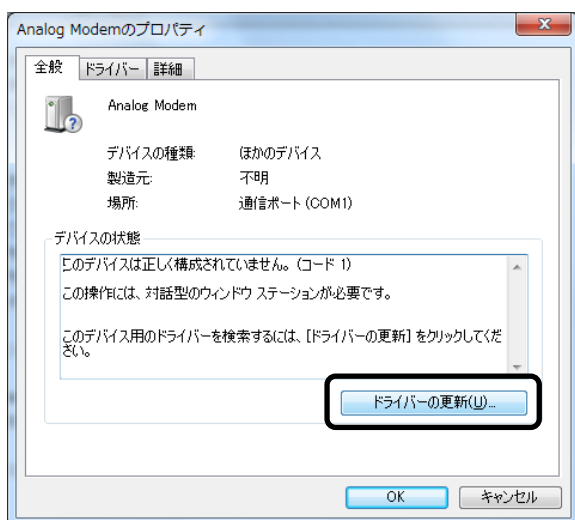 Analog Modemのプロパティ
全般 ドライバー 詳細
Analog Modem
デバイスの種類: ほかのデバイス
製造元: 不明
場所: 通信ポート (COM1)
デバイスの状態
このデバイスは正しく構成されていません。(コード 1)
この操作には、対話型のウィンドウ ステーションが必要です。
このデバイス用のドライバーを検索するには、[ドライバーの更新] をクリックしてくだ
さい。
ドライバーの更新(U)...
OK キャンセル